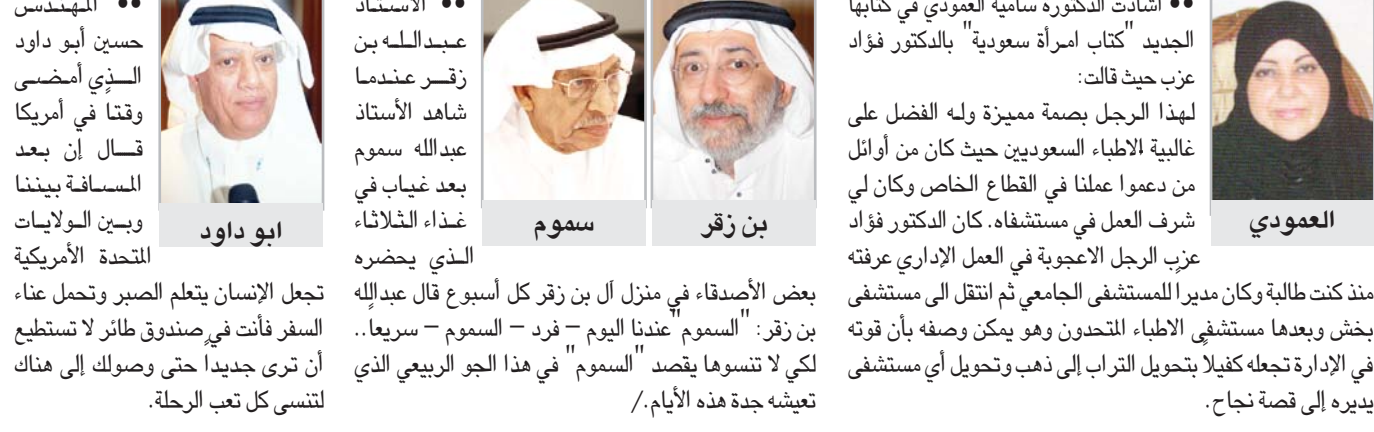 •• اشادت الدكتورة سامية العمودي في كتابها
الجديد "كتاب امرأة سعودية" بالدكتور فؤاد
عزب حيث قالت:
لهذا الرجل بصمة مميزة وله الفضل على
غالبية الاطباء السعوديين حيث كان من أوائل
من دعموا عملنا في القطاع الخاص وكان لي
شرف العمل في مستشفاه. كان الدكتور فؤاد
عزب الرجل الاعجوبة في العمل الإداري عرفته
منذ كنت طالبة وكان مديراً للمستشفى الجامعي ثم انتقل الى مستشفى
بخش وبعدها مستشفى الاطباء المتحدون وهو يمكن وصفه بأن قوته
في الإدارة تجعله كفيلاً بتحويل التراب إلى ذهب وتحويل أي مستشفى
يديره إلى قصة نجاح.
العمودي
•• الأستاذ
عبدالله بن
زقر عندما
شاهد الأستاذ
عبدالله سموم
بعد غياب في
غذاء الثلاثاء
الذي يحضره
بعض الأصدقاء في منزل آل بن زقر كل أسبوع قال عبدالله
بن زقر: "السموم"عندنا اليوم – فرد – السموم – سريعاً..
لكي لا تنسوها يقصد "السموم" في هذا الجو الربيعي الذي
تعيشه جدة هذه الأيام./
بن زقر
سموم
•• المهندس
حسين أبو داود
الذي أمضى
وقتا في أمريكا
قال إن بعد
المسافة بيننا
وبين الولايات
المتحدة الأمريكية
تجعل الإنسان يتعلم الصبر وتحمل عناء
السفر فأنت في صندوق طائر لا تستطيع
أن ترى جديداً حتى وصولك إلى هناك
لتنسى كل تعب الرحلة.
ابو داود